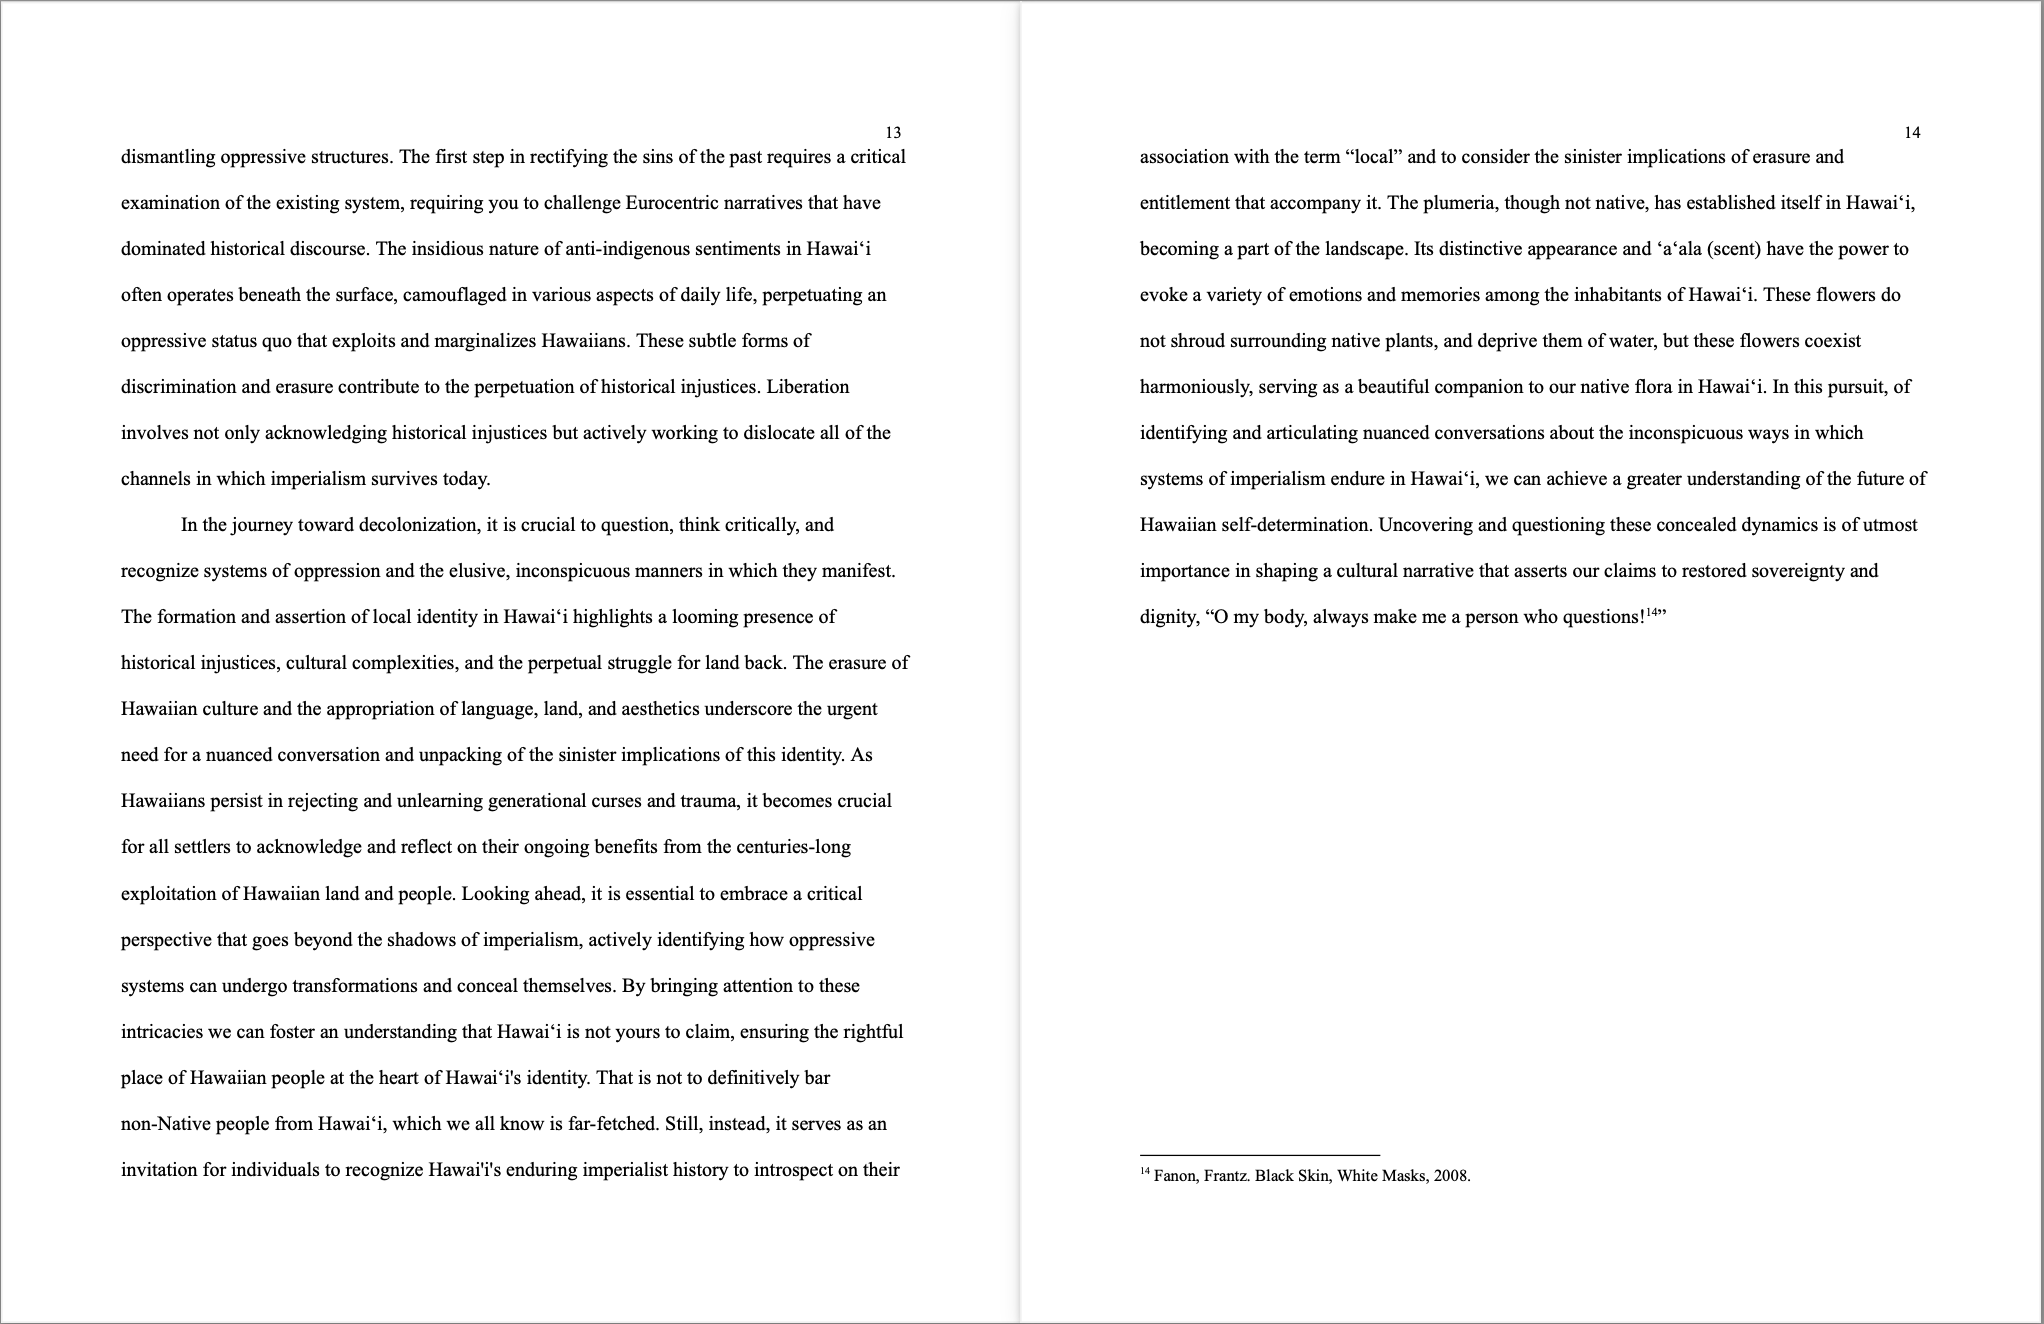 13
dismantling oppressive structures. The first step in rectifying the sins of the past requires a critical
examination of the existing system, requiring you to challenge Eurocentric narratives that have
dominated historical discourse. The insidious nature of anti-indigenous sentiments in Hawaiʻi
often operates beneath the surface, camouflaged in various aspects of daily life, perpetuating an
oppressive status quo that exploits and marginalizes Hawaiians. These subtle forms of
discrimination and erasure contribute to the perpetuation of historical injustices. Liberation
involves not only acknowledging historical injustices but actively working to dislocate all of the
channels in which imperialism survives today.
In the journey toward decolonization, it is crucial to question, think critically, and
recognize systems of oppression and the elusive, inconspicuous manners in which they manifest.
The formation and assertion of local identity in Hawaiʻi highlights a looming presence of
historical injustices, cultural complexities, and the perpetual struggle for land back. The erasure of
Hawaiian culture and the appropriation of language, land, and aesthetics underscore the urgent
need for a nuanced conversation and unpacking of the sinister implications of this identity. As
Hawaiians persist in rejecting and unlearning generational curses and trauma, it becomes crucial
for all settlers to acknowledge and reflect on their ongoing benefits from the centuries-long
exploitation of Hawaiian land and people. Looking ahead, it is essential to embrace a critical
perspective that goes beyond the shadows of imperialism, actively identifying how oppressive
systems can undergo transformations and conceal themselves. By bringing attention to these
intricacies we can foster an understanding that Hawaiʻi is not yours to claim, ensuring the rightful
place of Hawaiian people at the heart of Hawaiʻi's identity. That is not to definitively bar
non-Native people from Hawaiʻi, which we all know is far-fetched. Still, instead, it serves as an
invitation for individuals to recognize Hawai'i's enduring imperialist history to introspect on their
14
association with the term “local” and to consider the sinister implications of erasure and
entitlement that accompany it. The plumeria, though not native, has established itself in Hawaiʻi,
becoming a part of the landscape. Its distinctive appearance and ʻaʻala (scent) have the power to
evoke a variety of emotions and memories among the inhabitants of Hawaiʻi. These flowers do
not shroud surrounding native plants, and deprive them of water, but these flowers coexist
harmoniously, serving as a beautiful companion to our native flora in Hawaiʻi. In this pursuit, of
identifying and articulating nuanced conversations about the inconspicuous ways in which
systems of imperialism endure in Hawaiʻi, we can achieve a greater understanding of the future of
Hawaiian self-determination. Uncovering and questioning these concealed dynamics is of utmost
importance in shaping a cultural narrative that asserts our claims to restored sovereignty and
dignity, “O my body, always make me a person who questions!¹⁴”
¹⁴ Fanon, Frantz. Black Skin, White Masks, 2008.